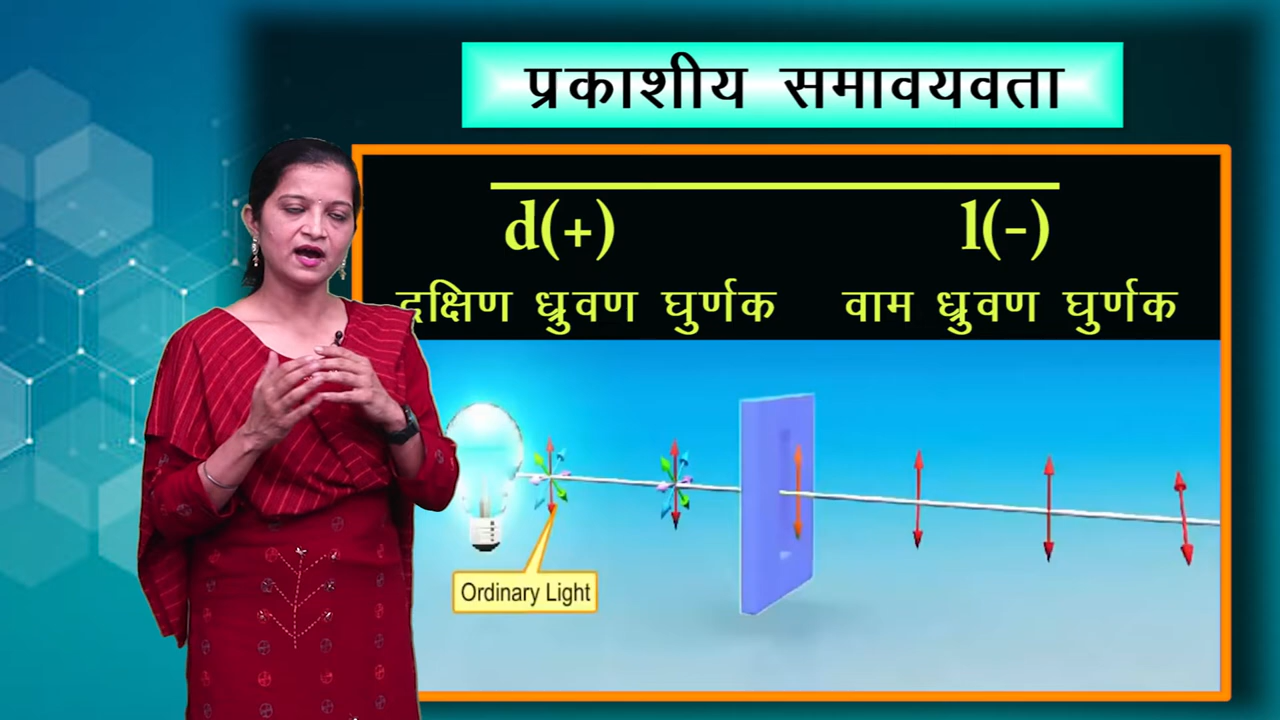 प्रकाशीय समावयवता
d(+) l(-)
दक्षिण ध्रुवण घुर्णक वाम ध्रुवण घुर्णक
Ordinary Light